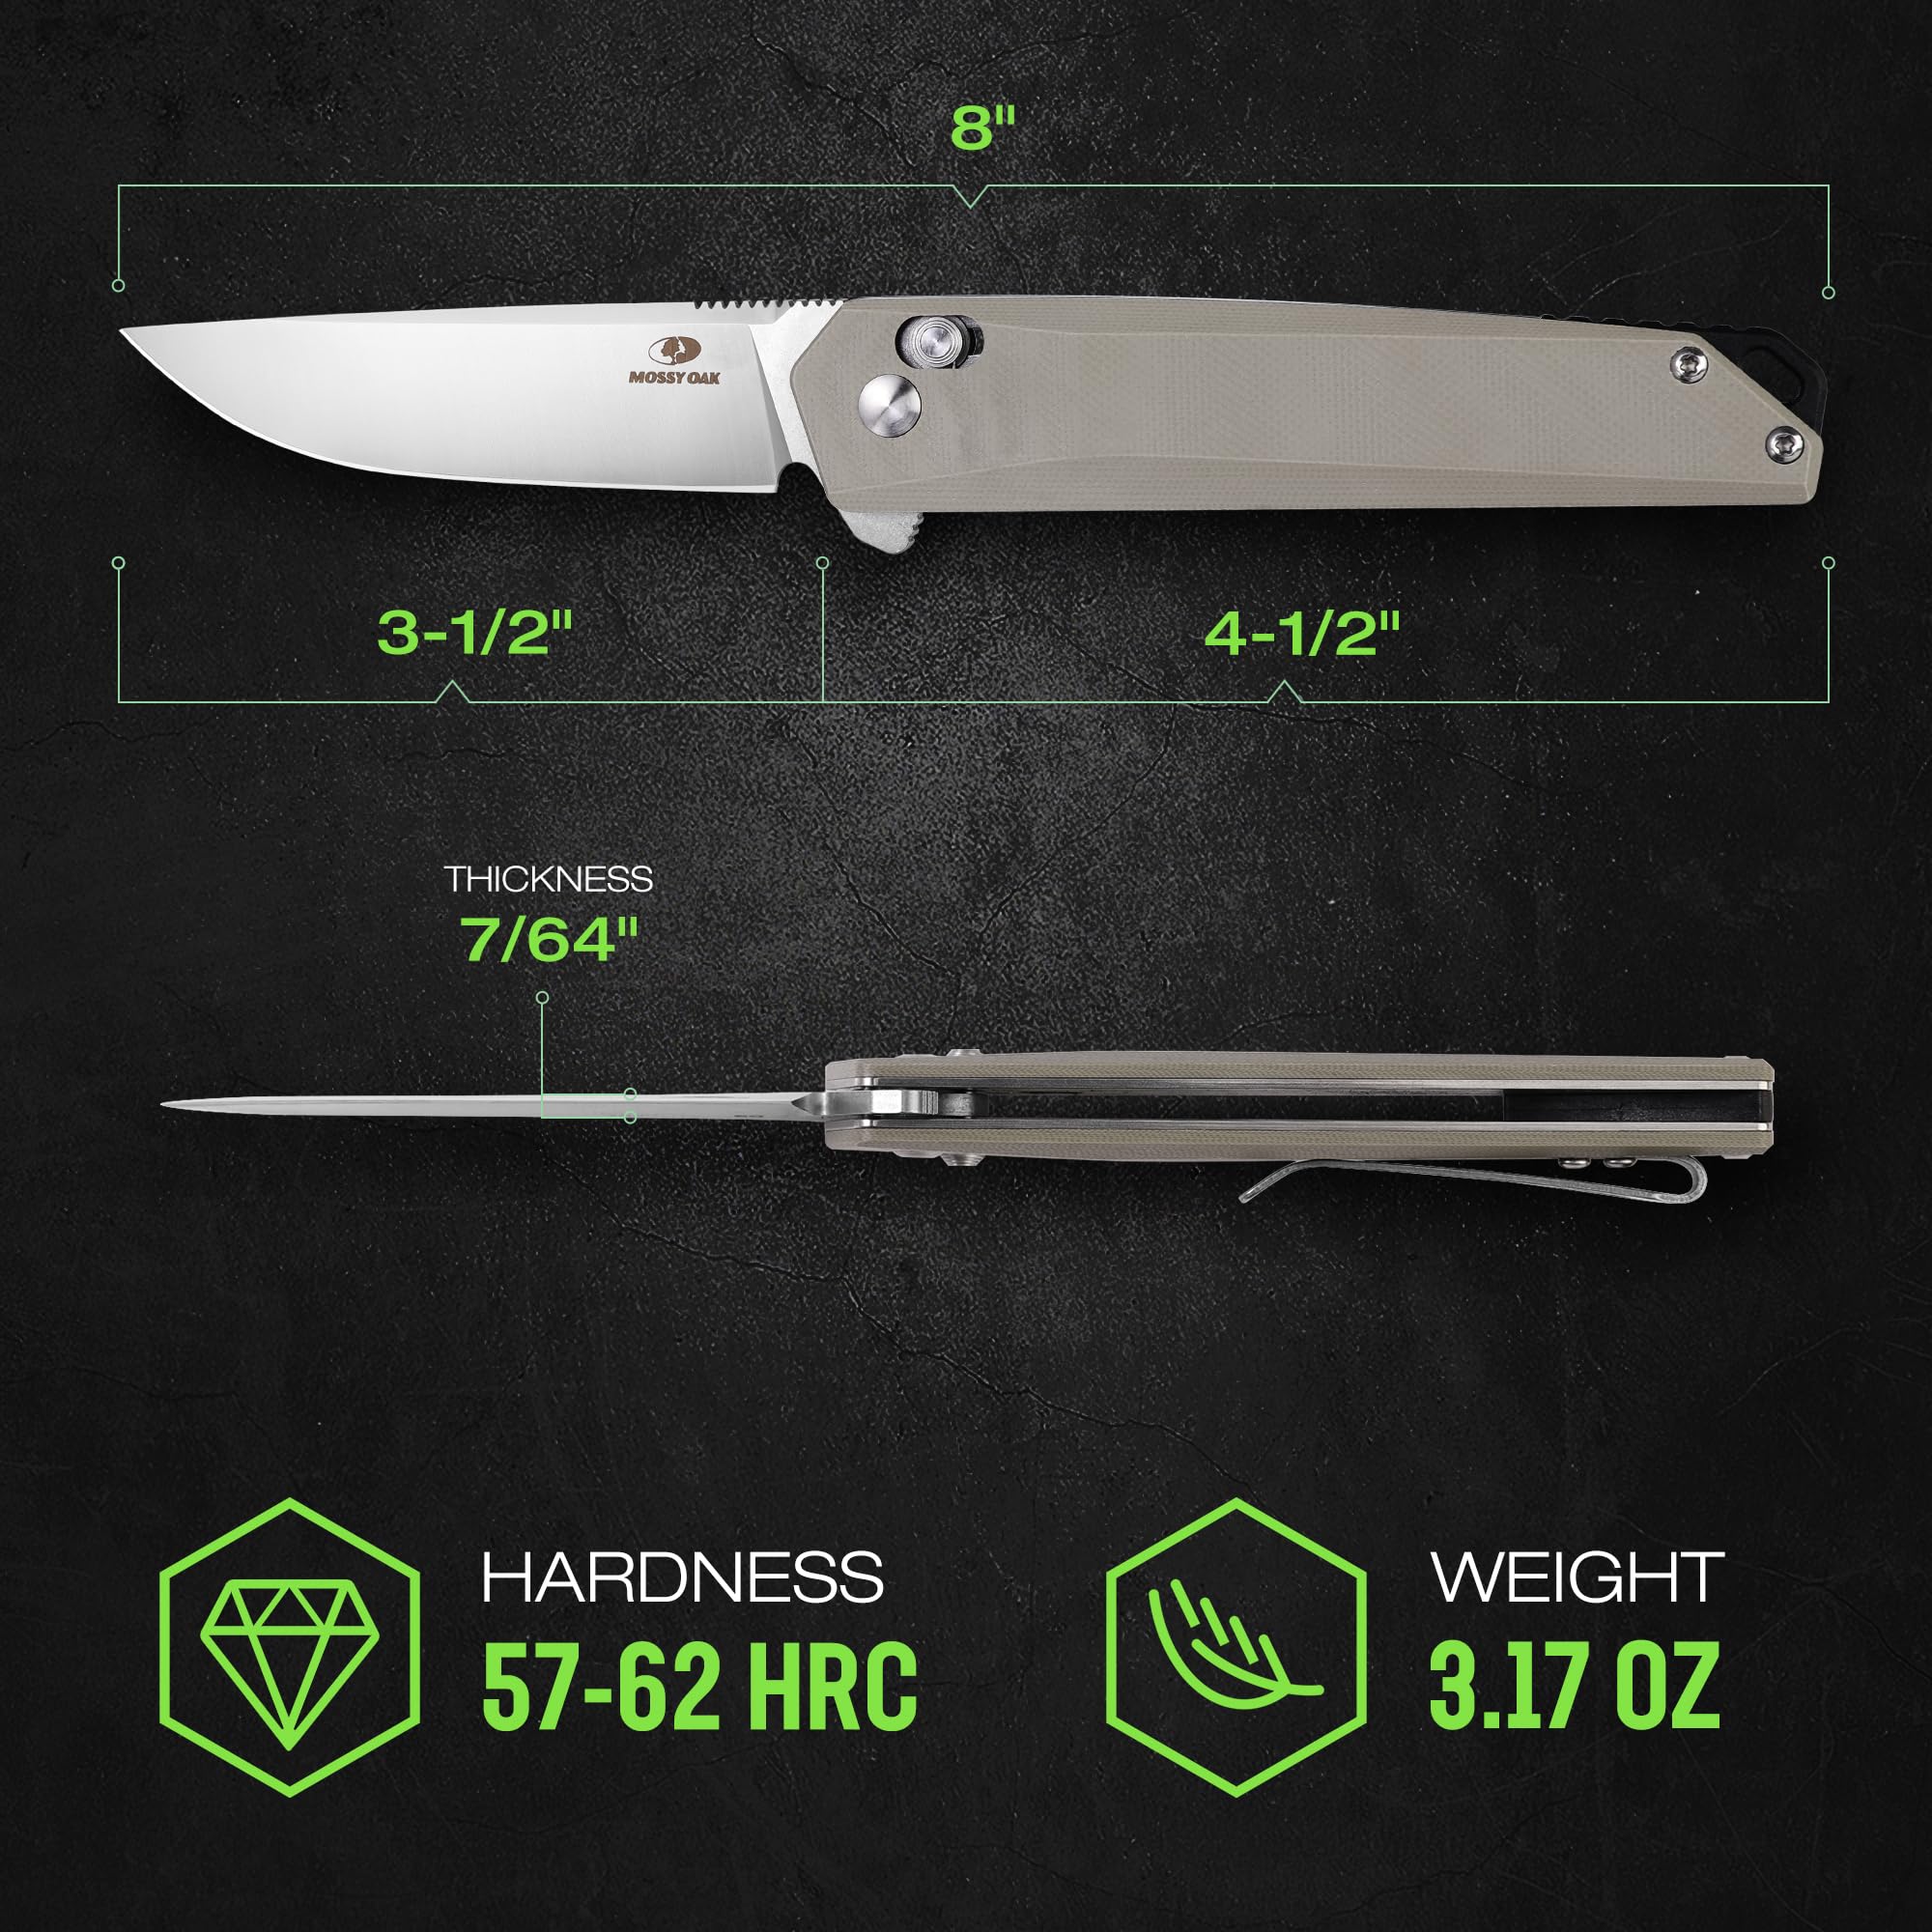 8"
MOSSY OAK
3-1/2"
4-1/2"
THICKNESS
7/64"
HARDNESS
57-62 HRC
WEIGHT
3.17 OZ